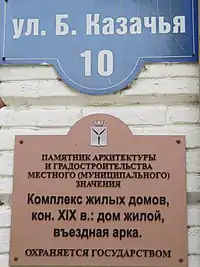 ул. Б. Казачья
10
ПАМЯТНИК АРХИТЕКТУРЫ
И ГРАДОСТРОИТЕЛЬСТВА
МЕСТНОГО (МУНИЦИПАЛЬНОГО)
ЗНАЧЕНИЯ
Комплекс жилых домов,
кон. XIX в.: дом жилой,
въездная арка.
ОХРАНЯЕТСЯ ГОСУДАРСТВОМ